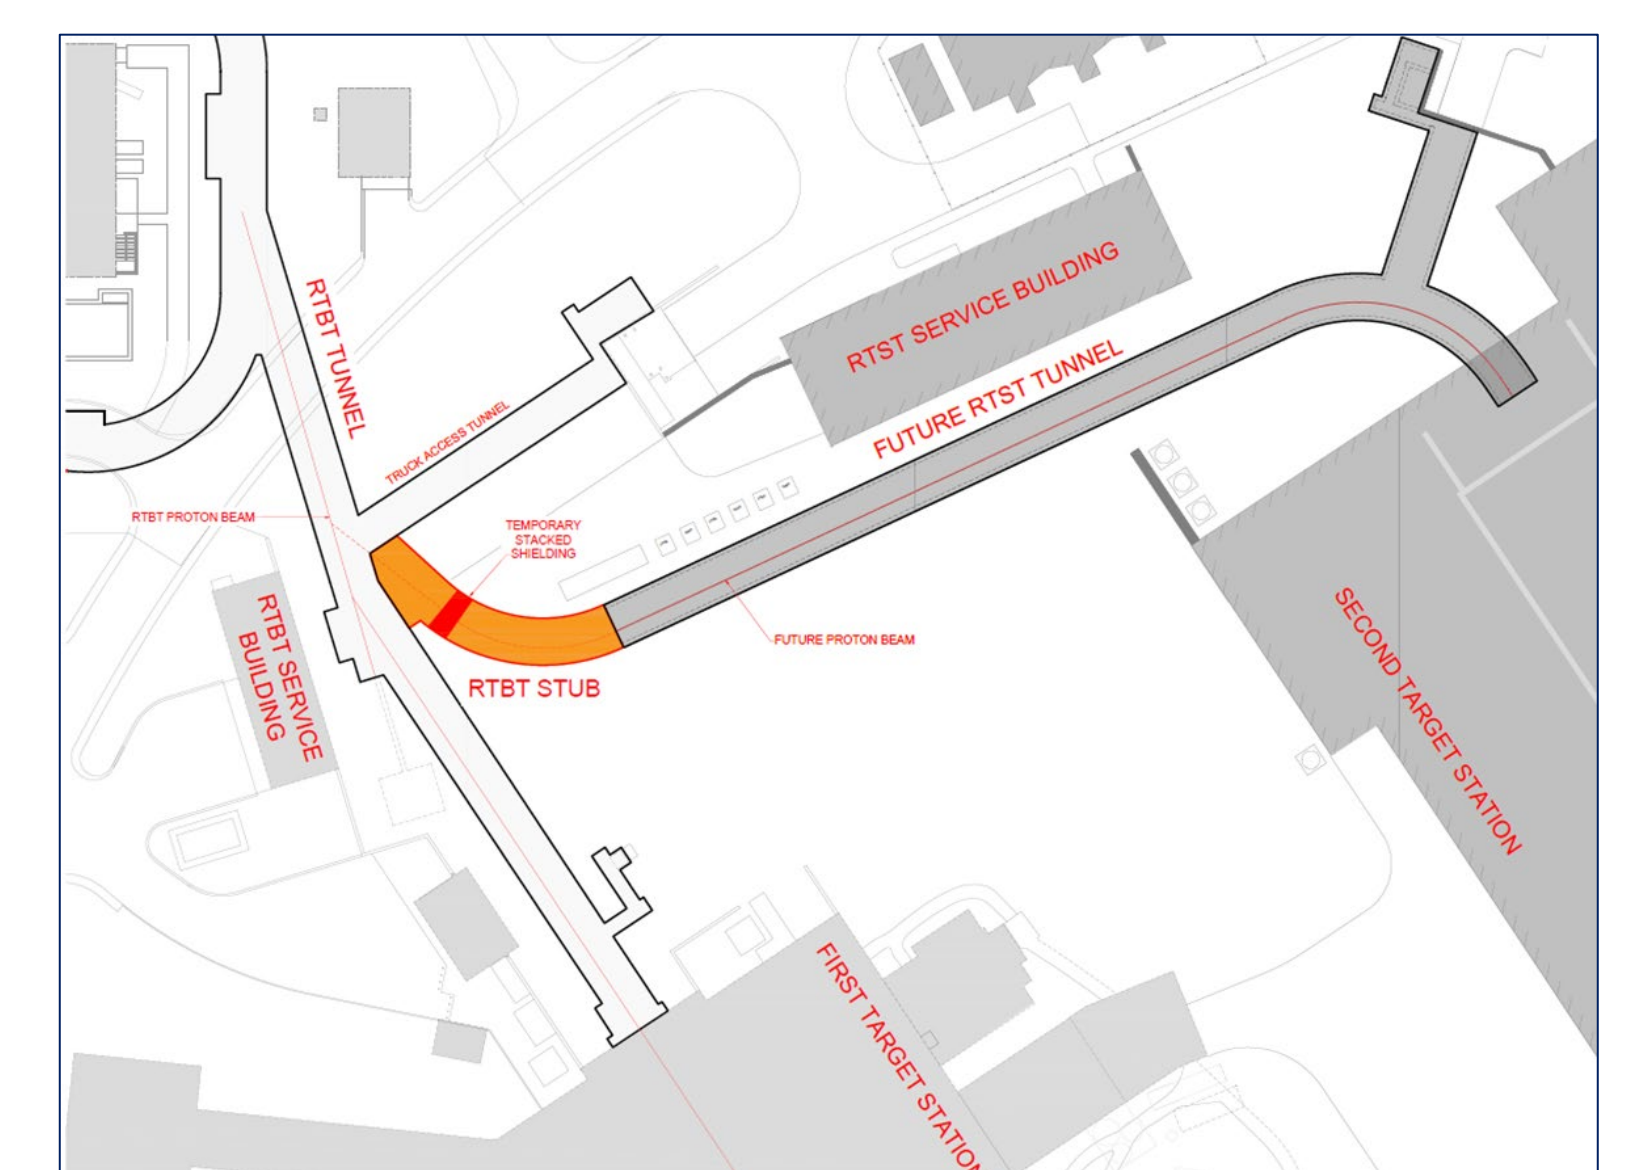 RTBT TUNNEL
TRUCK ACCESS TUNNEL
RTST SERVICE BUILDING
FUTURE RTST TUNNEL
RTBT PROTON BEAM
TEMPORARY
STACKED
SHIELDING
RTBT SERVICE
BUILDING
RTBT STUB
FUTURE PROTON BEAM
SECOND TARGET STATION
FIRST TARGET STATION